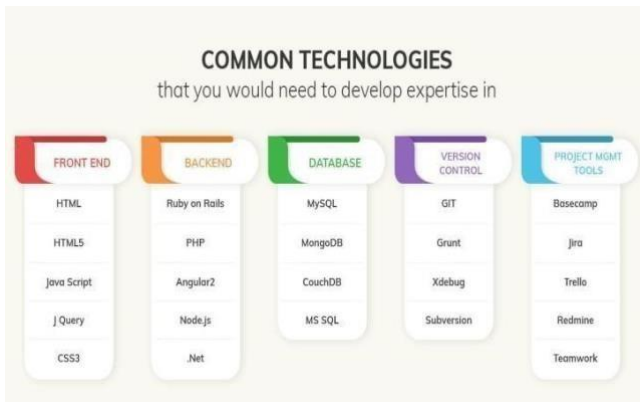 COMMON TECHNOLOGIES
that you would need to develop expertise in
FRONT END
HTML
HTML5
Java Script
J Query
CSS3
BACKEND
Ruby on Rails
PHP
Angular2
Node.js
.Net
DATABASE
MySQL
MongoDB
CouchDB
MS SQL
VERSION
CONTROL
GIT
Grunt
Xdebug
Subversion
PROJECT MGMT
TOOLS
Basecamp
Jira
Trello
Redmine
Teamwork